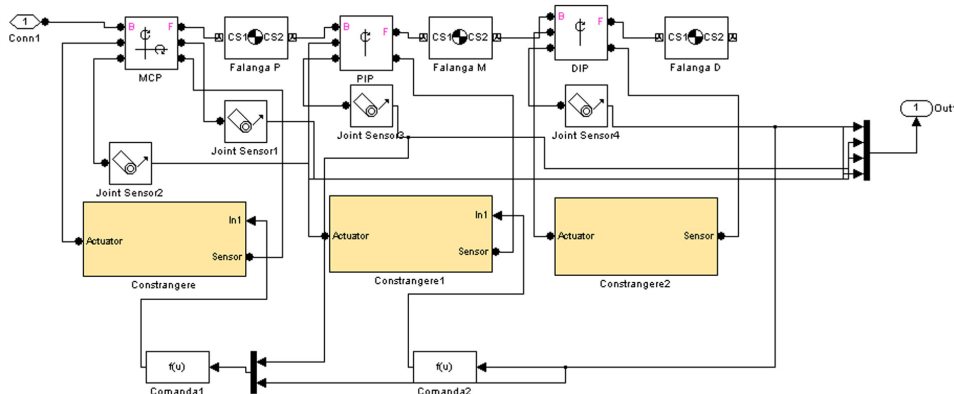 1
Conn1
B
F
MCP
CS1
CS2
Falanga P
B
F
PIP
CS1
CS2
Falanga M
B
F
DIP
CS1
CS2
Falanga D
Joint Sensor1
Joint Sensor3
Joint Sensor4
1
Out1
Joint Sensor2
In1
Actuator
Sensor
Constrangere
In1
Actuator
Sensor
Constrangere1
Actuator
Sensor
Constrangere2
f(u)
Comanda1
f(u)
Comanda2